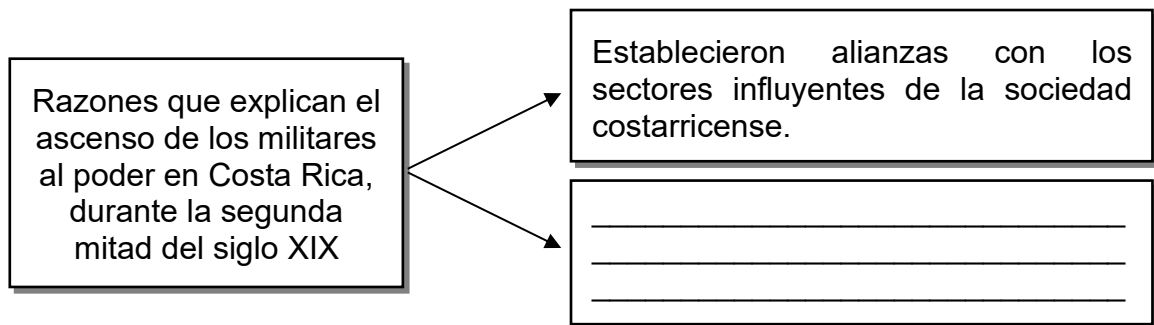 Razones que explican el
ascenso de los militares
al poder en Costa Rica,
durante la segunda
mitad del siglo XIX
Establecieron alianzas con los
sectores influyentes de la sociedad
costarricense.